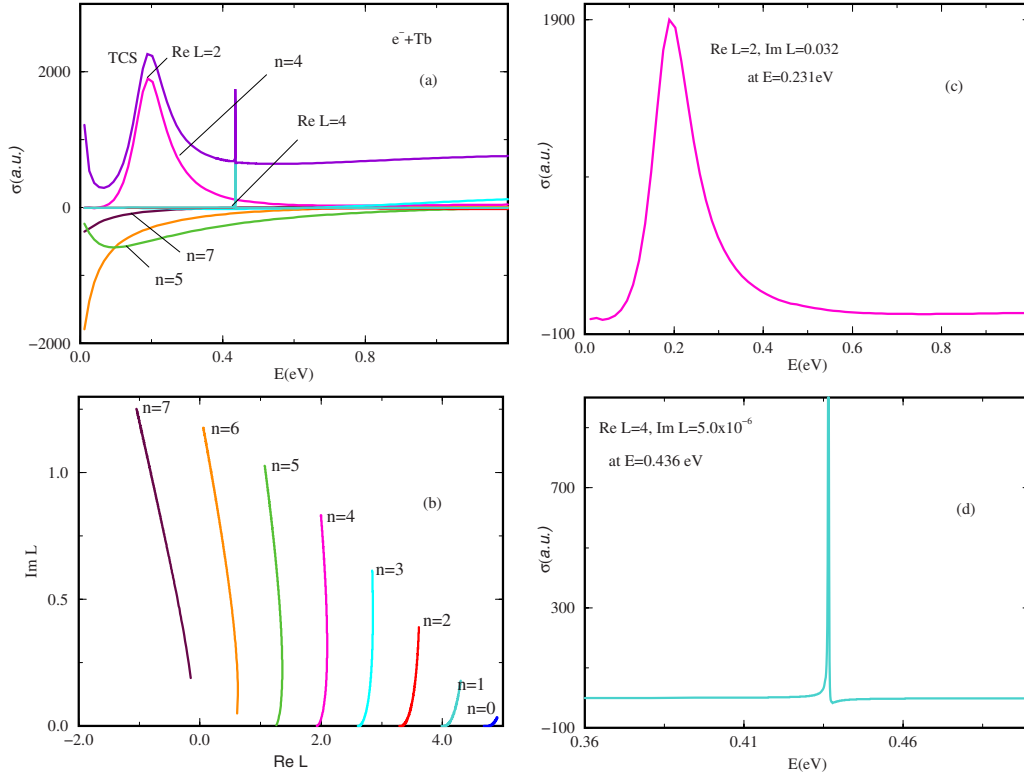 e⁻+Tb
TCS
Re L=2
n=4
(a)
Re L=4
n=7
n=5
2000
0
−2000
σ(a.u.)
0.0
0.4
0.8
E(eV)
1900
−100
σ(a.u.)
Re L=2, Im L=0.032
at E=0.231eV
(c)
0.0
0.2
0.4
0.6
0.8
E(eV)
n=7
n=6
n=5
n=4
n=3
n=2
n=1
n=0
(b)
1.0
0.5
0.0
Im L
−2.0
0.0
2.0
4.0
Re L
Re L=4, Im L=5.0x10⁻⁶
at E=0.436 eV
(d)
700
300
−100
σ(a.u.)
0.36
0.41
0.46
E(eV)